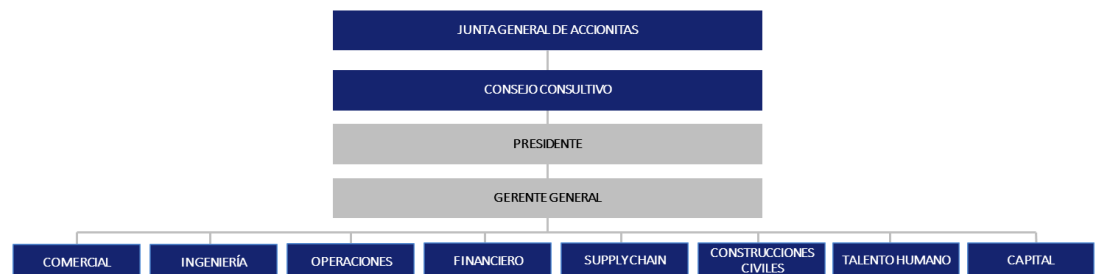 JUNTA GENERAL DE ACCIONITAS
CONSEJO CONSULTIVO
PRESIDENTE
GERENTE GENERAL
COMERCIAL
INGENIERÍA
OPERACIONES
FINANCIERO
SUPPLY CHAIN
CONSTRUCCIONES
CIVILES
TALENTO HUMANO
CAPITAL